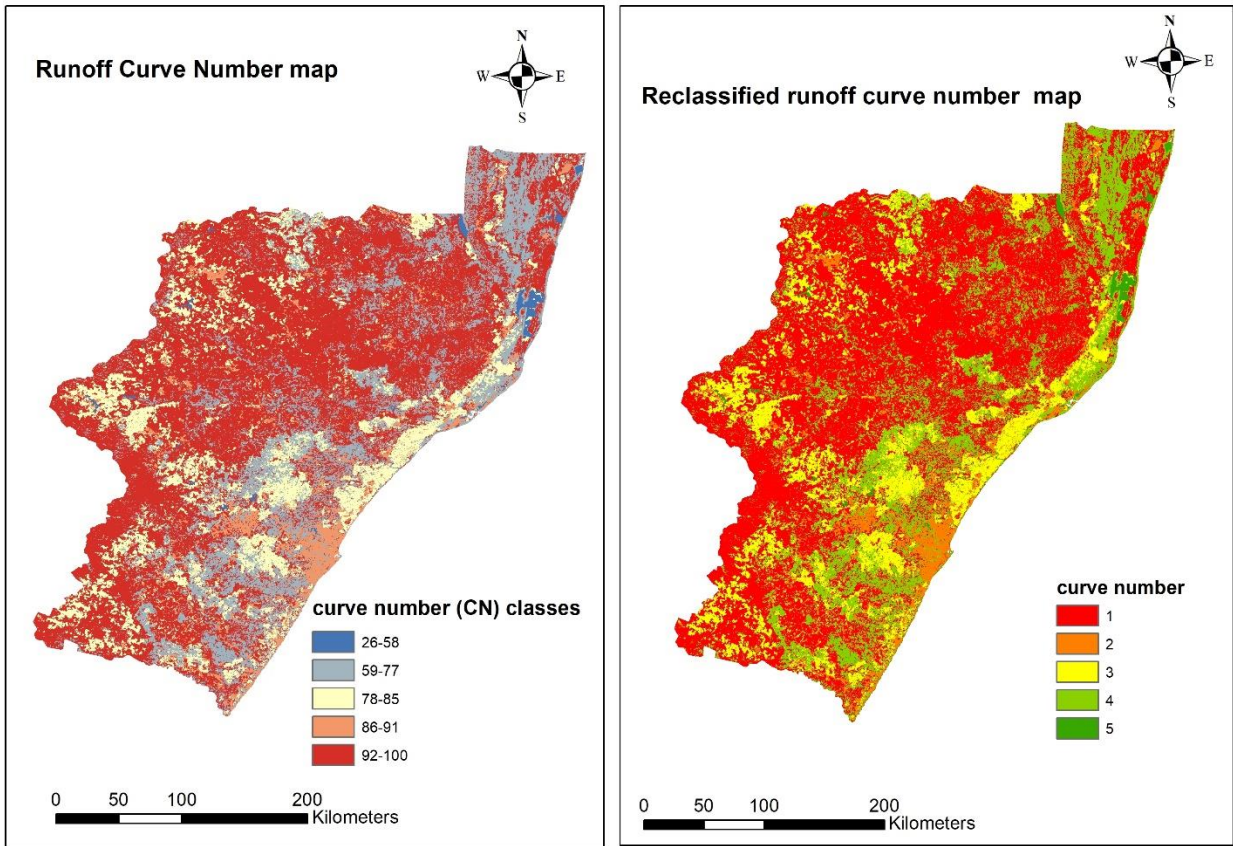 Runoff Curve Number map
N
W E
S
curve number (CN) classes
26-58
59-77
78-85
86-91
92-100
0 50 100 200
Kilometers
Reclassified runoff curve number map
N
W E
S
curve number
1
2
3
4
5
0 50 100 200
Kilometers